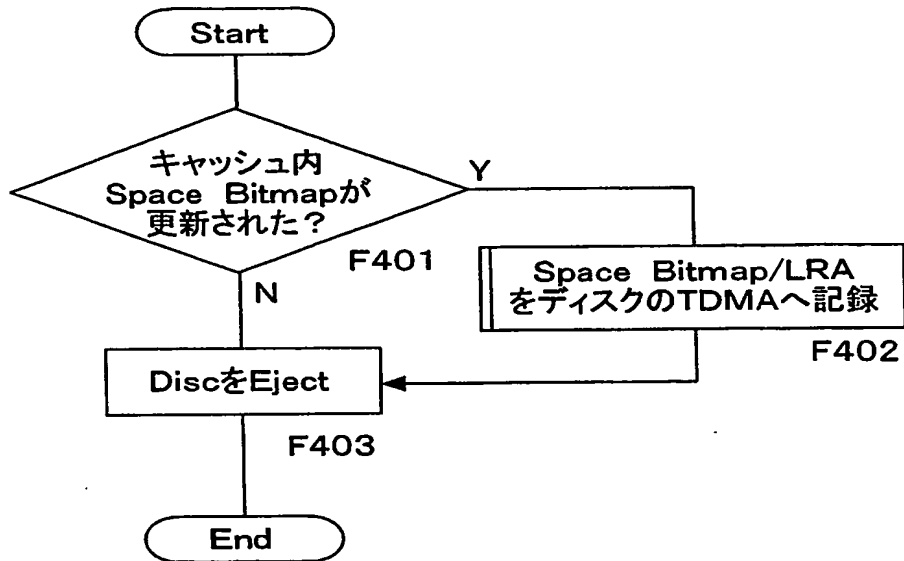 Start
キャッシュ内
Space Bitmapが
更新された？
Y
F401
N
Space Bitmap/LRA
をディスクのTDMAへ記録
F402
DiscをEject
F403
End